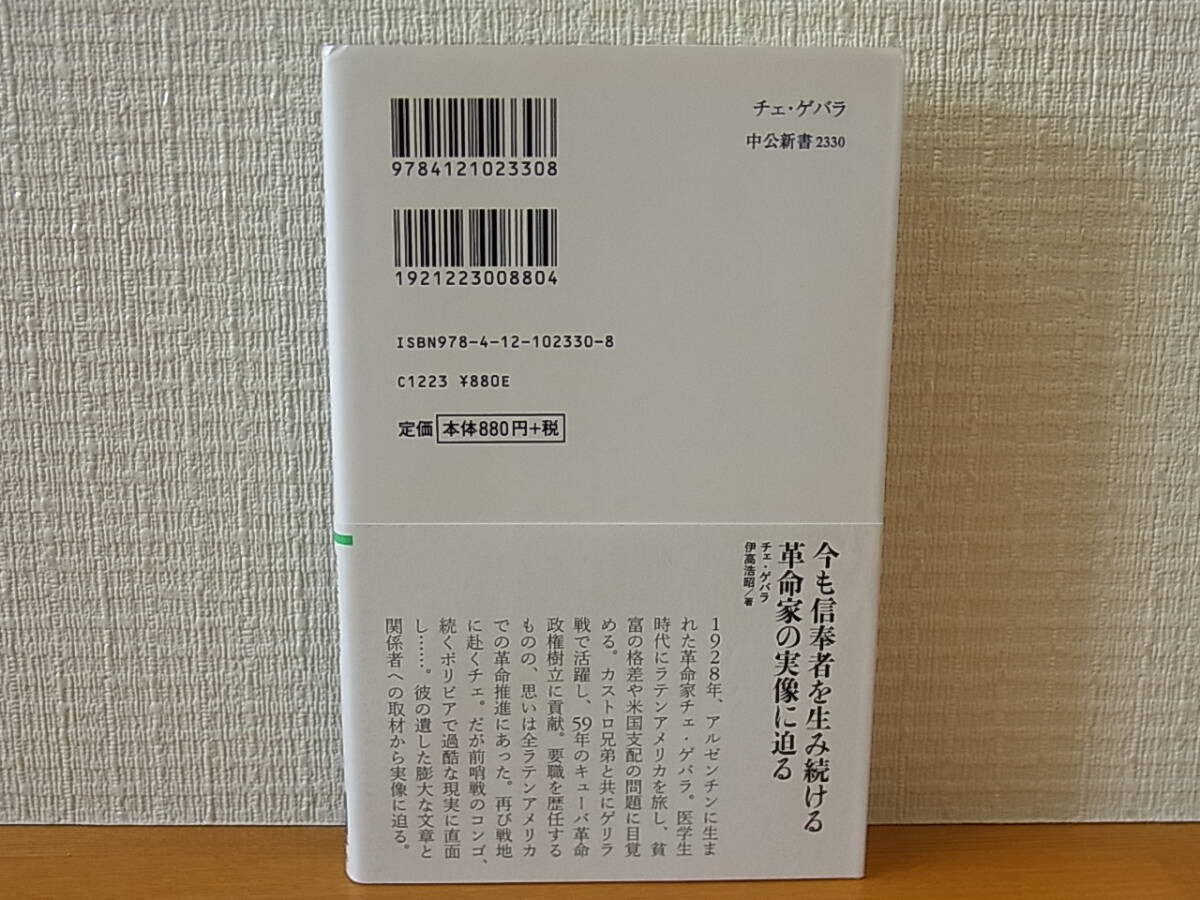 チェ・ゲバラ
中公新書 2330
9784121023308
1921223008804
ISBN978-4-12-102330-8
C1223 ¥880E
定価 本体880円+税
今も信奉者を生み続ける
革命家の実像に迫る
チェ・ゲバラ
伊高浩昭/著
1928年、アルゼンチンに生ま
れた革命家チェ・ゲバラ。医学生
時代にラテンアメリカを旅し、貧
富の格差や米国支配の問題に目覚
める。カストロ兄弟と共にゲリラ
戦で活躍し、59年のキューバ革命
政権樹立に貢献。要職を歴任する
ものの、思いは全ラテンアメリカ
での革命推進にあった。再び戦地
に赴くチェ。だが前哨戦のコンゴ、
続くボリビアで過酷な現実に直面
し……。彼の遺した膨大な文章と
関係者への取材から実像に迫る。